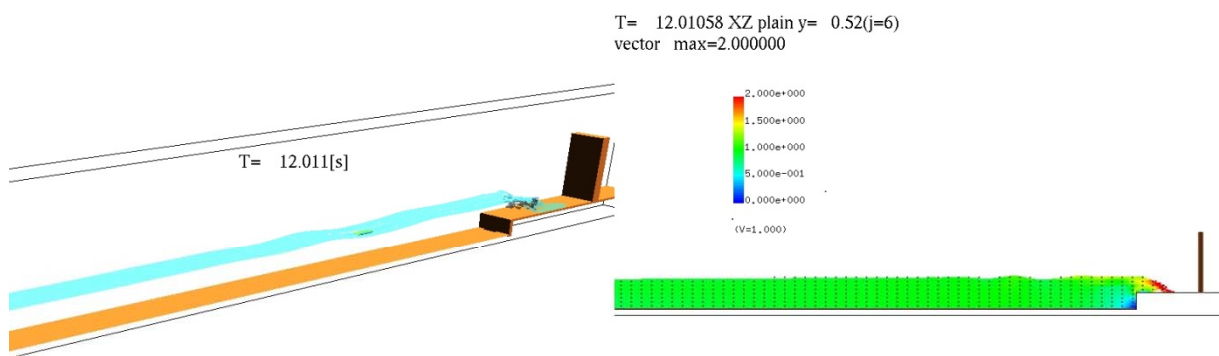 T= 12.011[s]
T= 12.01058 XZ plain y= 0.52(j=6)
vector max=2.000000
2.000e+000
1.500e+000
1.000e+000
5.000e-001
0.000e+000
(V=1.000)